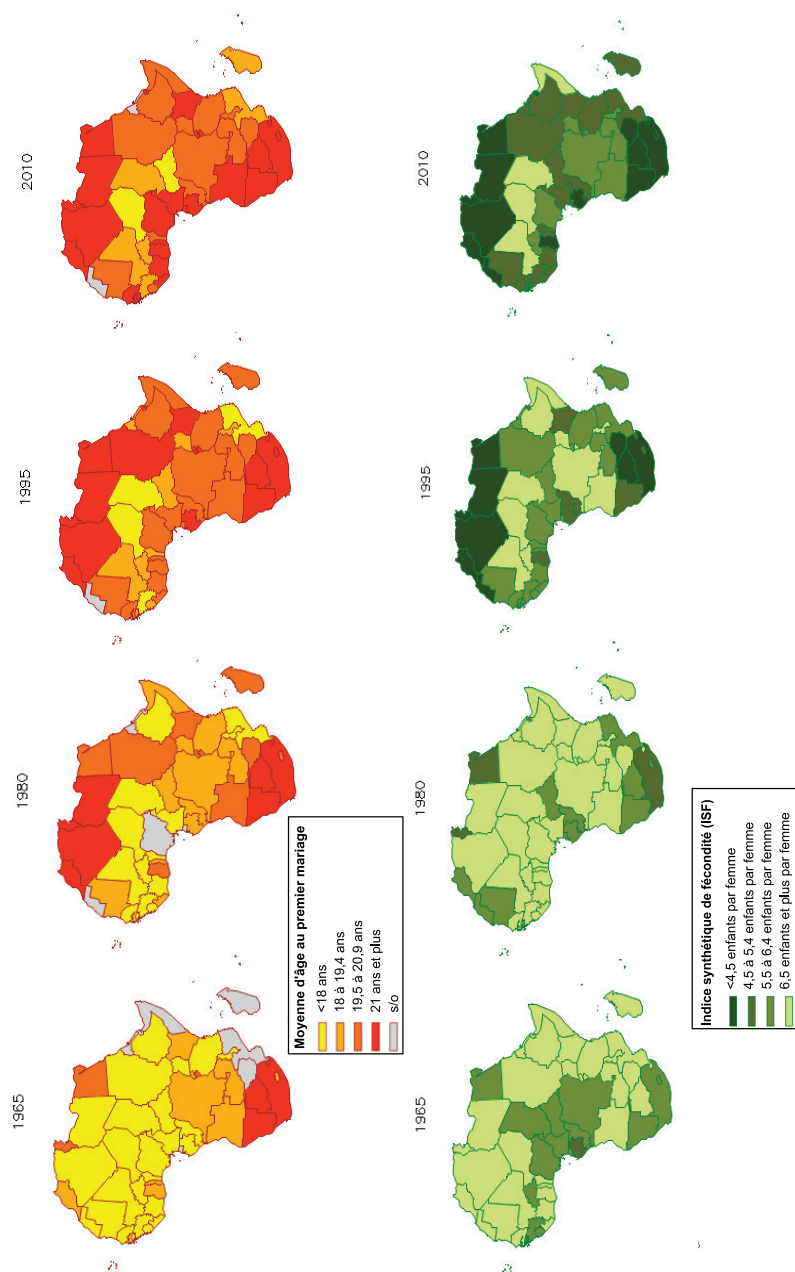 1965
1980
1995
2010
Moyenne d'âge au premier mariage
<18 ans
18 à 19,4 ans
19,5 à 20,9 ans
21 ans et plus
s/o
1965
1980
1995
2010
Indice synthétique de fécondité (ISF)
<4,5 enfants par femme
4,5 à 5,4 enfants par femme
5,5 à 6,4 enfants par femme
6,5 enfants et plus par femme